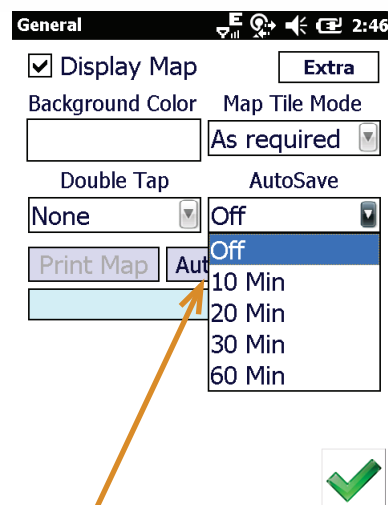 General E 2:46
Display Map Extra
Background Color Map Tile Mode
As required
Double Tap AutoSave
None Off
Print Map Aut
Off
10 Min
20 Min
30 Min
60 Min